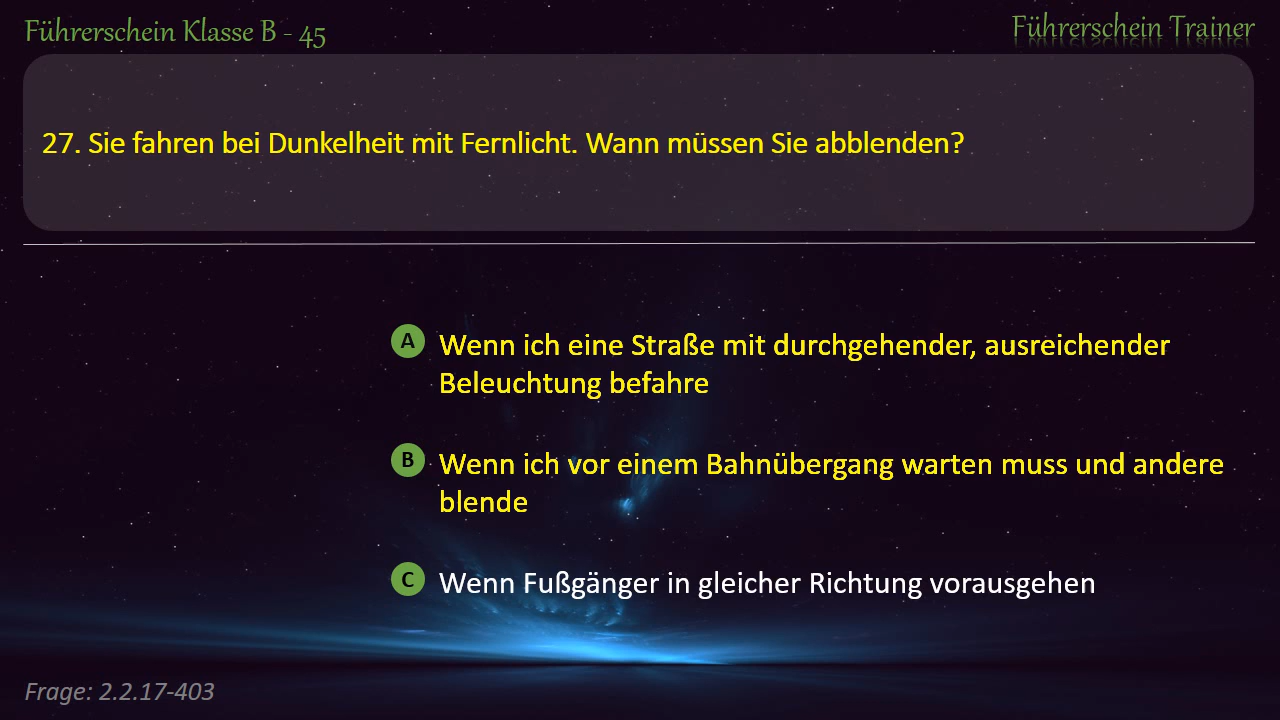 Führerschein Klasse B - 45
Führerschein Trainer
27. Sie fahren bei Dunkelheit mit Fernlicht. Wann müssen Sie abblenden?
A Wenn ich eine Straße mit durchgehender, ausreichender
Beleuchtung befahre
B Wenn ich vor einem Bahnübergang warten muss und andere
blende
C Wenn Fußgänger in gleicher Richtung vorausgehen
Frage: 2.2.17-403